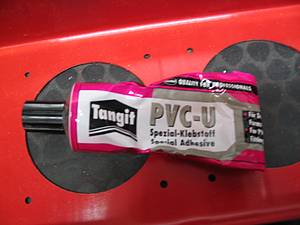 QUALITY FOR PROFESSIONALS
Tangit
PVC-U
Spezial-Klebstoff
Special Adhesive